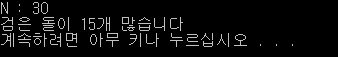 N : 30
검은 돌이 15개 많습니다
계속하려면 아무 키나 누르십시오 . . .